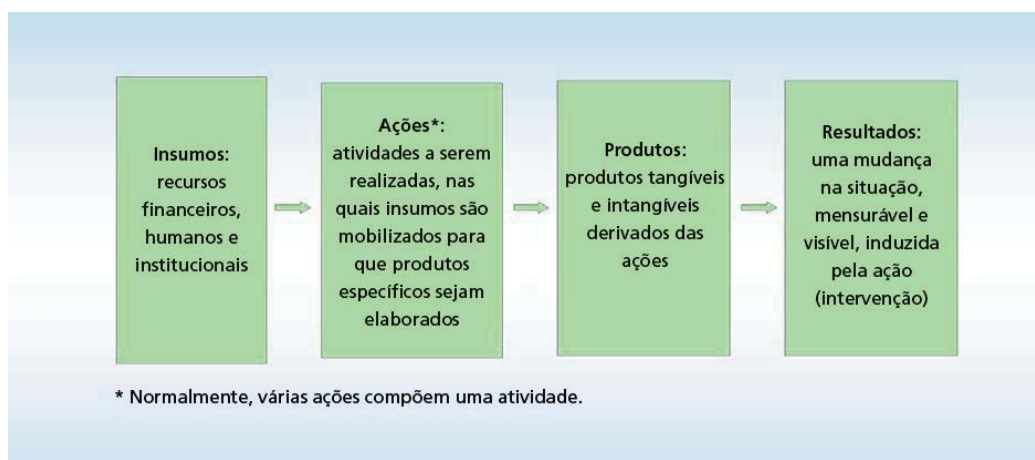 Insumos:
recursos
financeiros,
humanos e
institucionais
Ações*:
atividades a serem
realizadas, nas
quais insumos são
mobilizados para
que produtos
específicos sejam
elaborados
Produtos:
produtos tangíveis
e intangíveis
derivados das
ações
Resultados:
uma mudança
na situação,
mensurável e
visível, induzida
pela ação
(intervenção)
* Normalmente, várias ações compõem uma atividade.